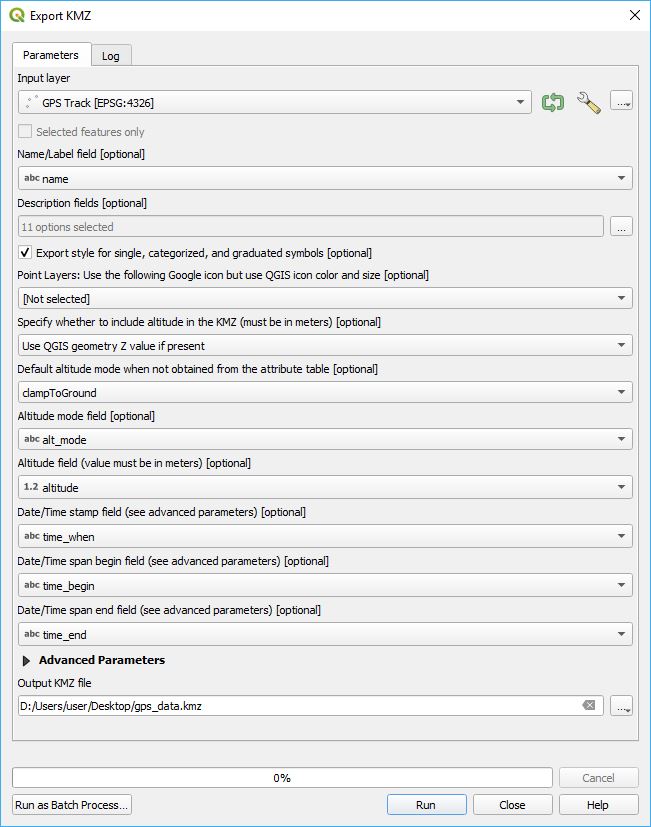 Export KMZ
Parameters
Log
Input layer
GPS Track [EPSG:4326]
...
Selected features only
Name/Label field [optional]
abc name
Description fields [optional]
11 options selected
...
Export style for single, categorized, and graduated symbols [optional]
Point Layers: Use the following Google icon but use QGIS icon color and size [optional]
[Not selected]
Specify whether to include altitude in the KMZ (must be in meters) [optional]
Use QGIS geometry Z value if present
Default altitude mode when not obtained from the attribute table [optional]
clampToGround
Altitude mode field [optional]
abc alt_mode
Altitude field (value must be in meters) [optional]
1.2 altitude
Date/Time stamp field (see advanced parameters) [optional]
abc time_when
Date/Time span begin field (see advanced parameters) [optional]
abc time_begin
Date/Time span end field (see advanced parameters) [optional]
abc time_end
Advanced Parameters
Output KMZ file
D:/Users/user/Desktop/gps_data.kmz
...
0%
Cancel
Run as Batch Process...
Run
Close
Help